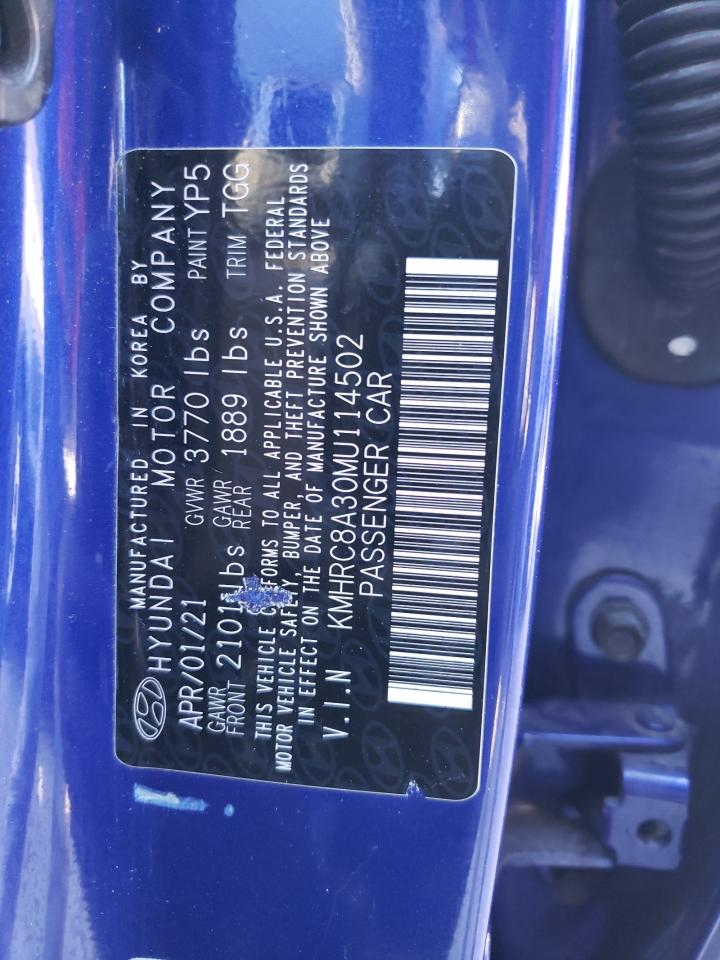 MANUFACTURED IN KOREA BY
HYUNDAI MOTOR COMPANY
APR/01/21 GVWR 3770 lbs PAINT YP5
GAWR FRONT 2101 lbs GAWR REAR 1889 lbs TRIM TGG
THIS VEHICLE C FORMS TO ALL APPLICABLE U.S.A. FEDERAL
MOTOR VEHICLE SAFETY, BUMPER, AND THEFT PREVENTION STANDARDS
IN EFFECT ON THE DATE OF MANUFACTURE SHOWN ABOVE
V.I.N KMHRC8A30MU114502
PASSENGER CAR